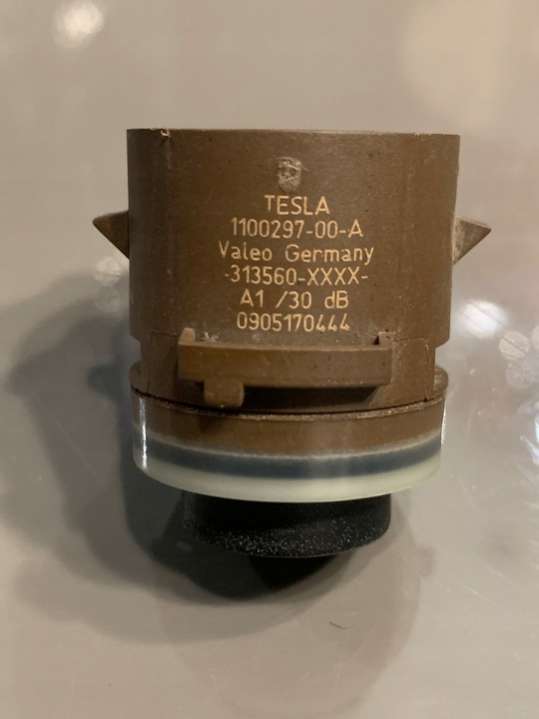 TESLA
1100297-00-A
Valeo Germany
-313560-XXXX-
A1 /30 dB
0905170444